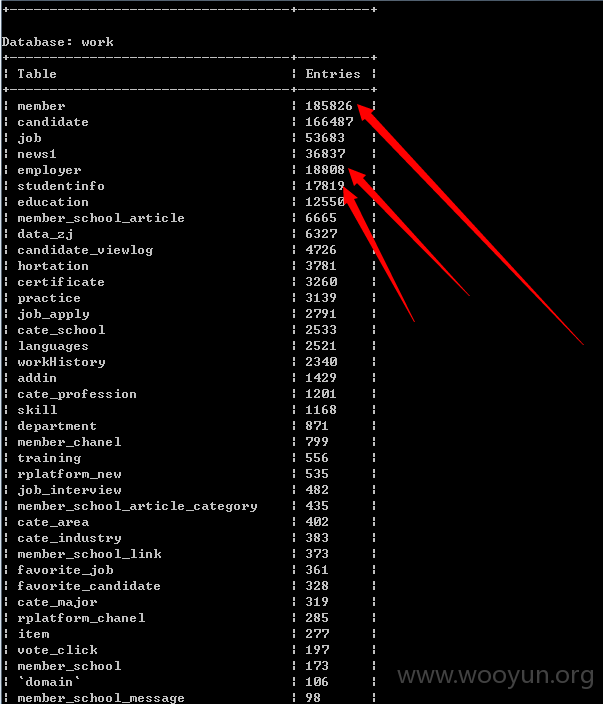 +---------------------------------+---------+
Database: work
+---------------------------------+---------+
| Table | Entries |
+---------------------------------+---------+
| member | 185826 |
| candidate | 166487 |
| job | 53683 |
| news1 | 36837 |
| employer | 18808 |
| studentinfo | 17819 |
| education | 12550 |
| member_school_article | 6665 |
| data_zj | 6327 |
| candidate_viewlog | 4726 |
| hortation | 3781 |
| certificate | 3260 |
| practice | 3139 |
| job_apply | 2791 |
| cate_school | 2533 |
| languages | 2521 |
| workHistory | 2340 |
| addin | 1429 |
| cate_profession | 1201 |
| skill | 1168 |
| department | 871 |
| member_chanel | 799 |
| training | 556 |
| rplatform_new | 535 |
| job_interview | 482 |
| member_school_article_category | 435 |
| cate_area | 402 |
| cate_industry | 383 |
| member_school_link | 373 |
| favorite_job | 361 |
| favorite_candidate | 328 |
| cate_major | 319 |
| rplatform_chanel | 285 |
| item | 277 |
| vote_click | 197 |
| member_school | 173 |
| `domain` | 106 |
| member_school_message | 98 |
www.wooyun.org